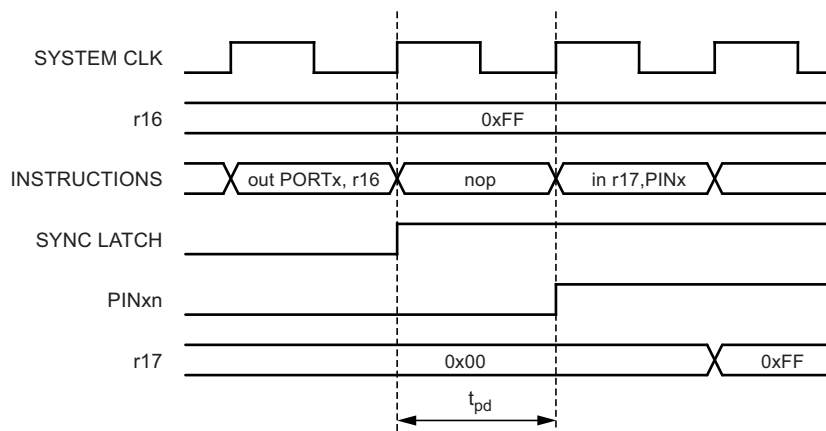 SYSTEM CLK
r16 0xFF
INSTRUCTIONS out PORTx, r16 nop in r17,PINx
SYNC LATCH
PINxn
r17 0x00 0xFF
tpd